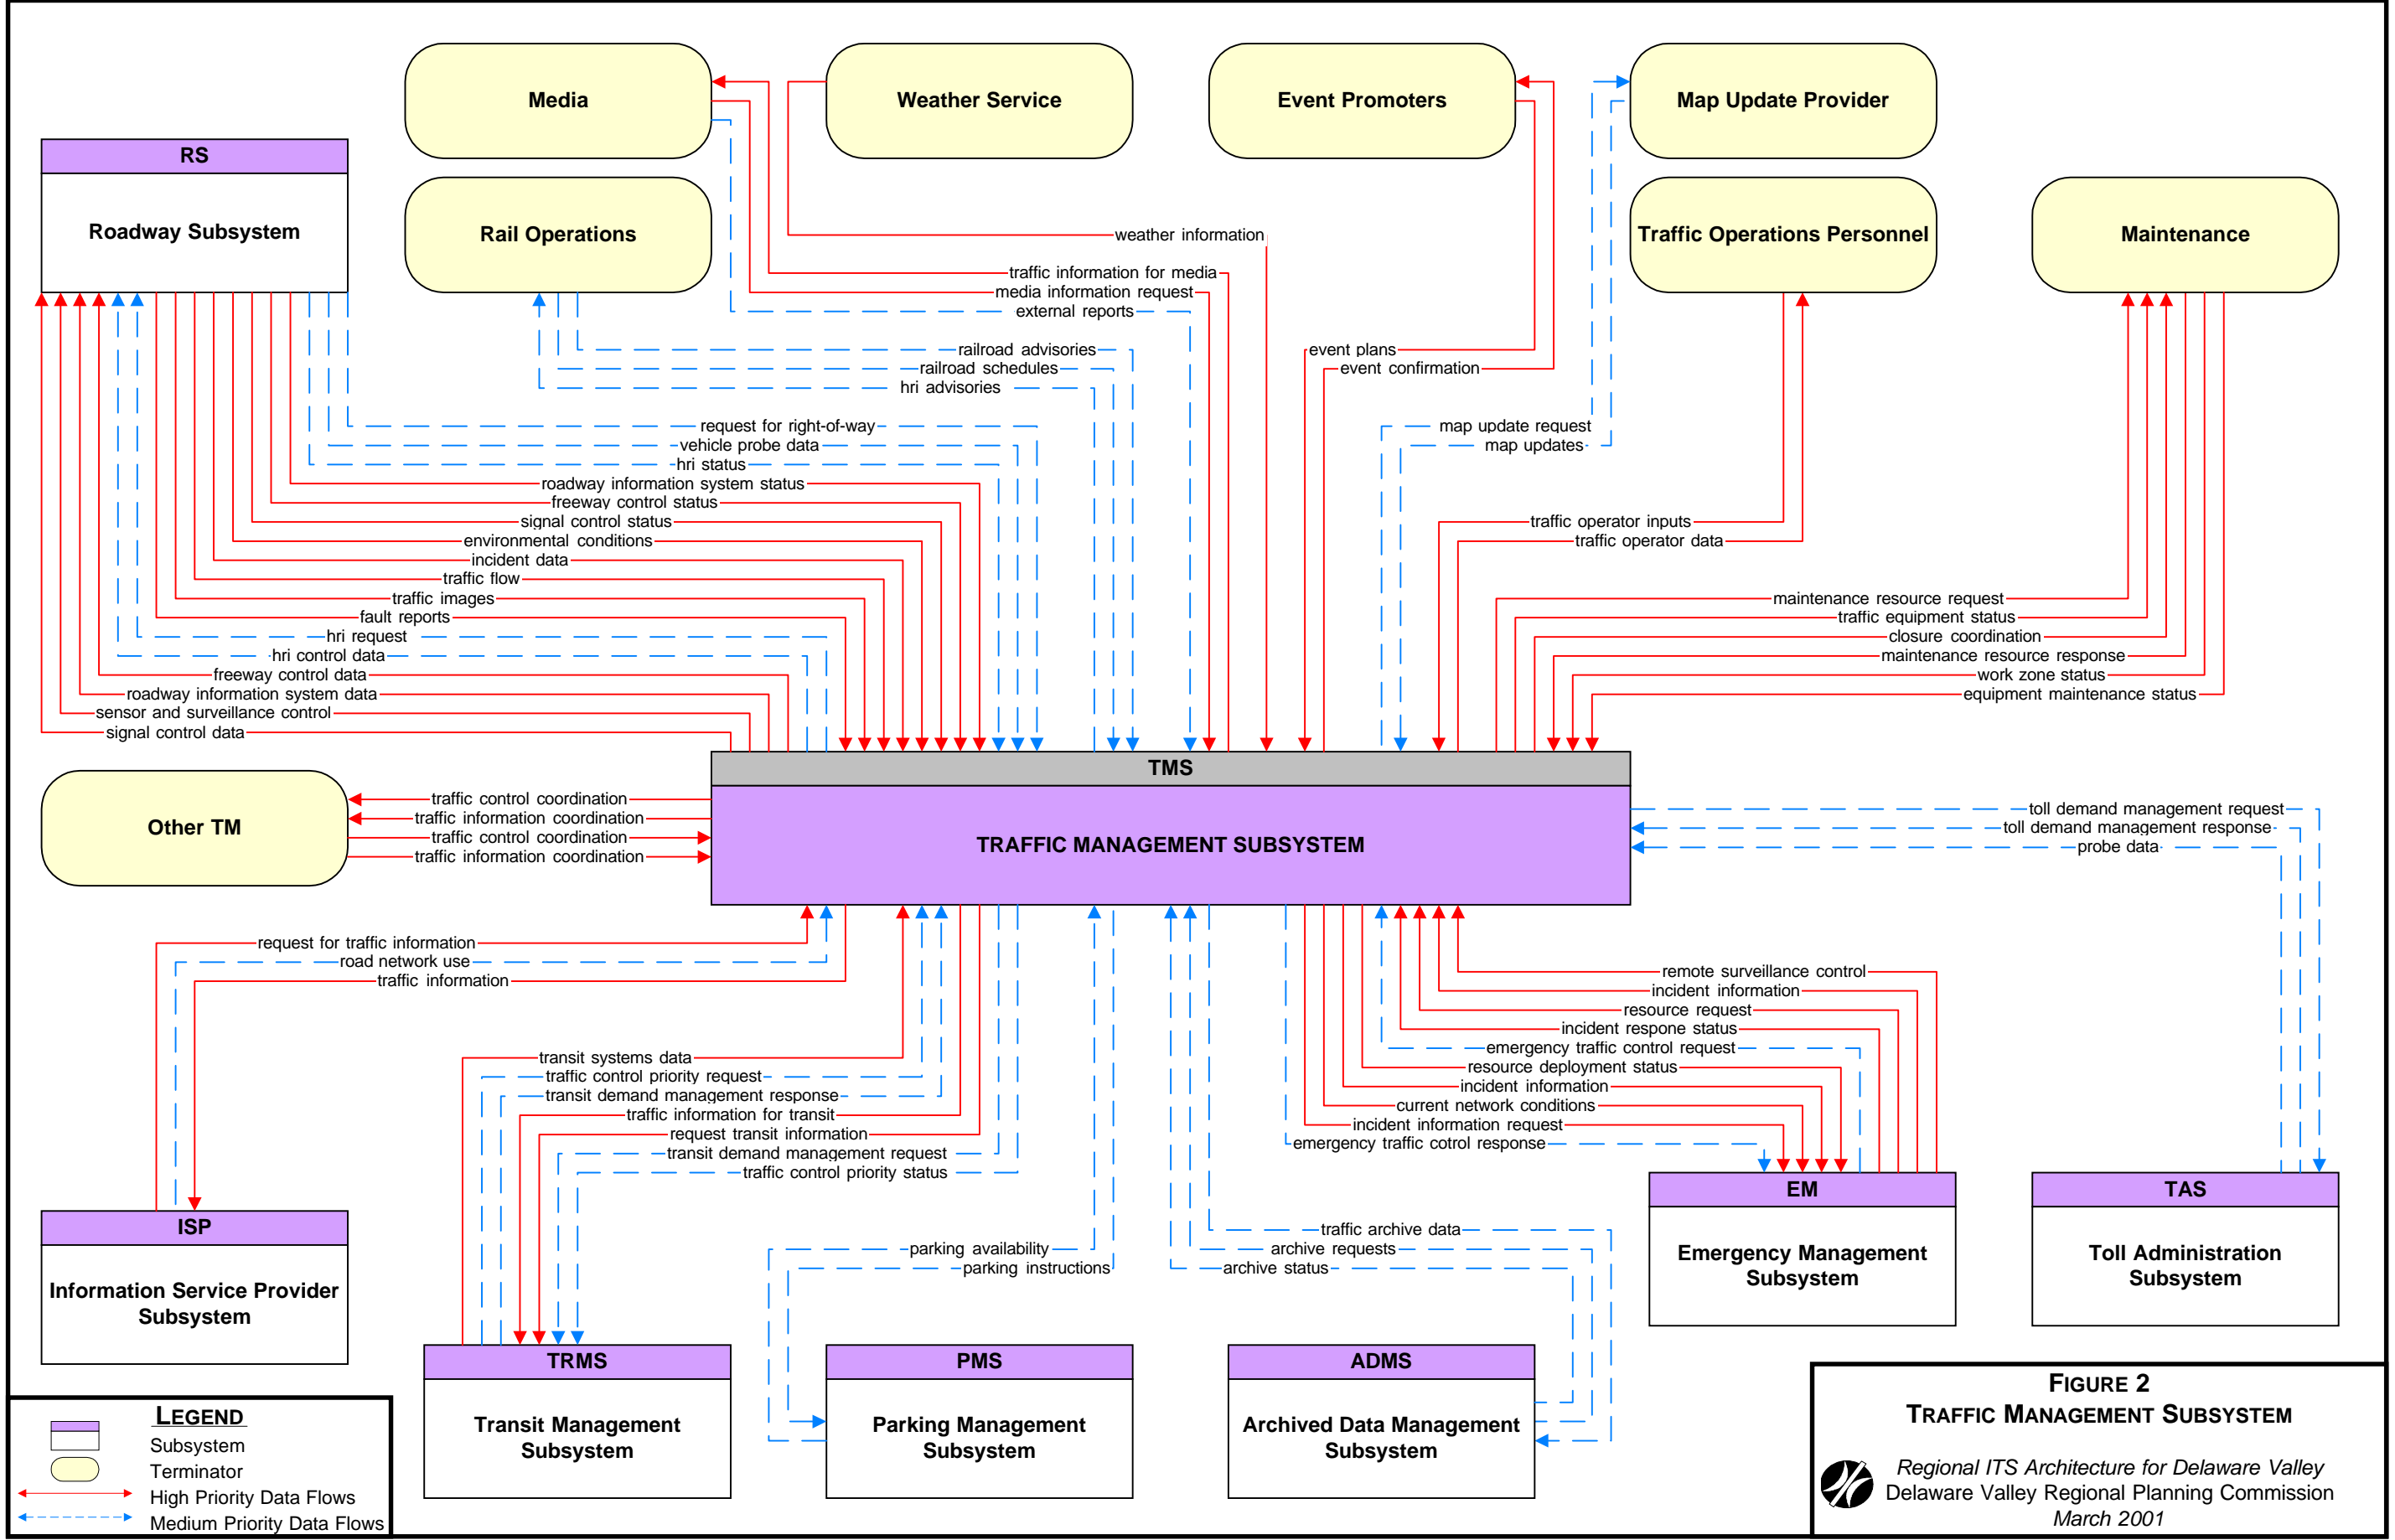 Media
Weather Service
Event Promoters
Map Update Provider
RS
Roadway Subsystem
Rail Operations
Traffic Operations Personnel
Maintenance
weather information
traffic information for media
media information request
external reports
railroad advisories
railroad schedules
hri advisories
event plans
event confirmation
request for right-of-way
vehicle probe data
hri status
roadway information system status
freeway control status
signal control status
environmental conditions
incident data
traffic flow
traffic images
fault reports
hri request
hri control data
freeway control data
roadway information system data
sensor and surveillance control
signal control data
map update request
map updates
traffic operator inputs
traffic operator data
maintenance resource request
traffic equipment status
closure coordination
maintenance resource response
work zone status
equipment maintenance status
TMS
TRAFFIC MANAGEMENT SUBSYSTEM
Other TM
traffic control coordination
traffic information coordination
traffic control coordination
traffic information coordination
toll demand management request
toll demand management response
probe data
request for traffic information
road network use
traffic information
transit systems data
traffic control priority request
transit demand management response
traffic information for transit
request transit information
transit demand management request
traffic control priority status
remote surveillance control
incident information
resource request
incident respone status
emergency traffic control request
resource deployment status
incident information
current network conditions
incident information request
emergency traffic cotrol response
parking availability
parking instructions
traffic archive data
archive requests
archive status
ISP
Information Service Provider
Subsystem
TRMS
Transit Management
Subsystem
PMS
Parking Management
Subsystem
ADMS
Archived Data Management
Subsystem
EM
Emergency Management
Subsystem
TAS
Toll Administration
Subsystem
LEGEND
Subsystem
Terminator
High Priority Data Flows
Medium Priority Data Flows
FIGURE 2
TRAFFIC MANAGEMENT SUBSYSTEM
Regional ITS Architecture for Delaware Valley
Delaware Valley Regional Planning Commission
March 2001